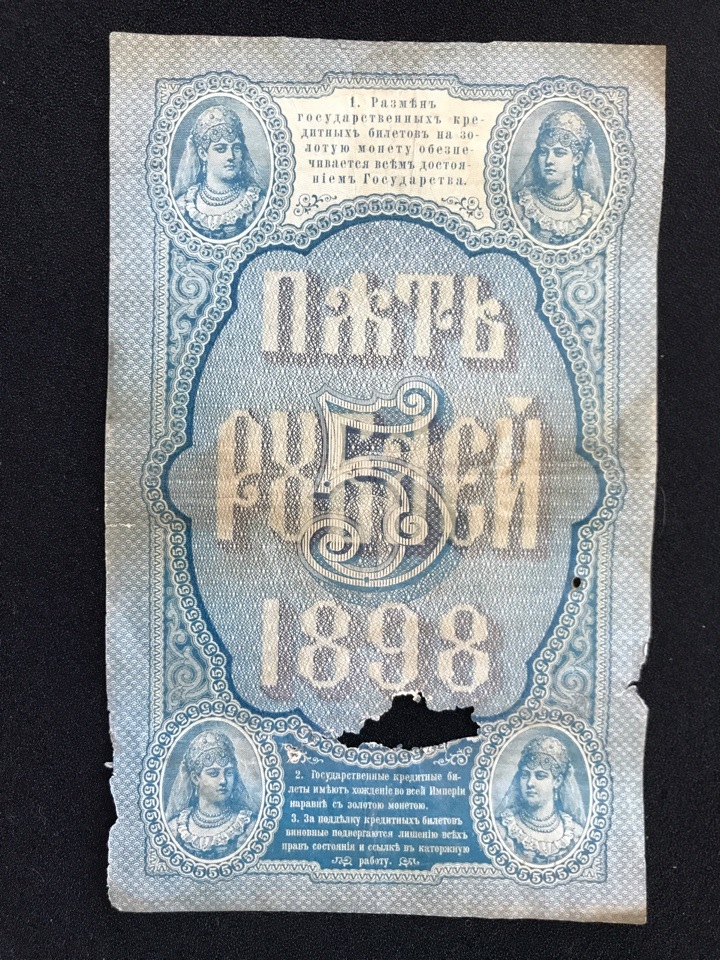 1. Размѣнъ
государственныхъ кре-
дитныхъ билетовъ на зо-
лотую монету обезпе-
чивается всѣмъ достоя-
ніемъ Государства.
ПѦТЬ
РУБЛЕЙ
5
1898
2. Государственные кредитные би-
леты имѣютъ хожденіе во всей Имперіи
наравнѣ съ золотою монетою.
3. За поддѣлку кредитныхъ билетовъ
виновные подвергаются лишенію всѣхъ
правъ состоянія и ссылкѣ въ каторжную
работу.